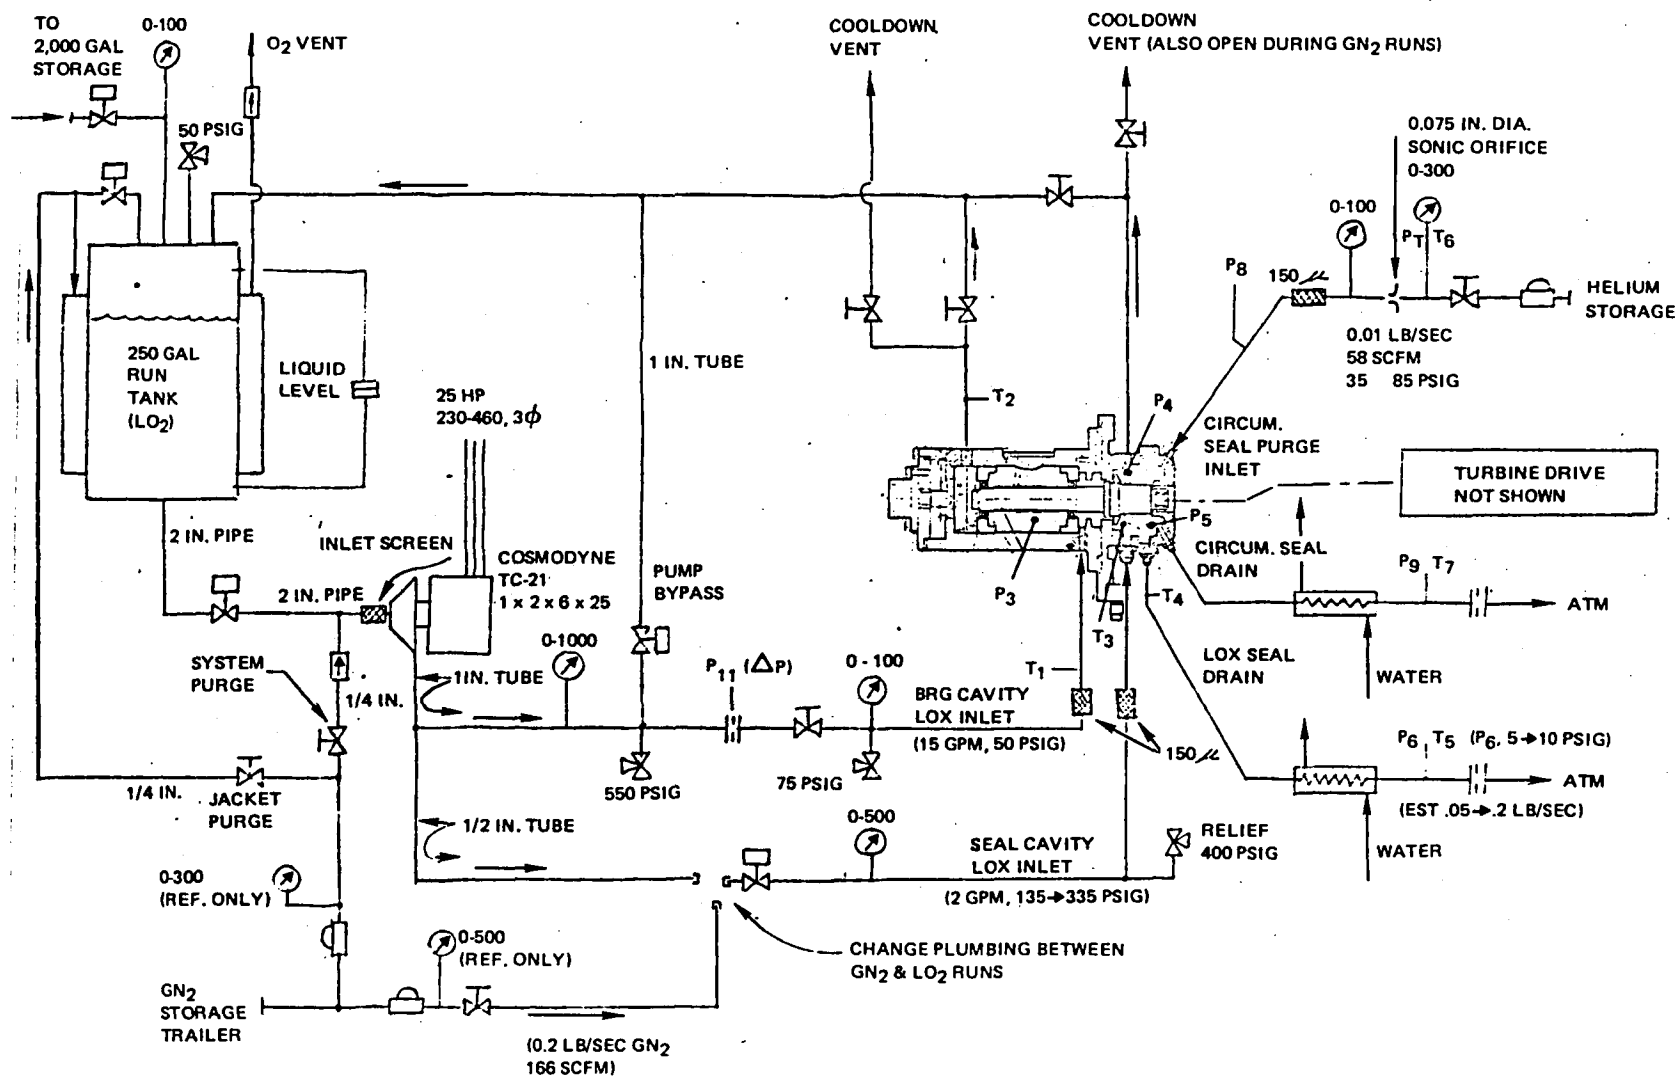 TO
2,000 GAL
STORAGE
0-100
O2 VENT
50 PSIG
COOLDOWN
VENT
COOLDOWN
VENT (ALSO OPEN DURING GN2 RUNS)
0.075 IN. DIA.
SONIC ORIFICE
0-300
0-100
PT T6
P8
150 μ
HELIUM
STORAGE
0.01 LB/SEC
58 SCFM
35 85 PSIG
250 GAL
RUN
TANK
(LO2)
LIQUID
LEVEL
1 IN. TUBE
25 HP
230-460, 3ϕ
T2
P4
CIRCUM.
SEAL PURGE
INLET
TURBINE DRIVE
NOT SHOWN
2 IN. PIPE
INLET SCREEN
COSMODYNE
TC-21
1 x 2 x 6 x 25
2 IN. PIPE
PUMP
BYPASS
P3
P5
CIRCUM. SEAL
DRAIN
T4
T3
P9 T7
ATM
WATER
SYSTEM
PURGE
1/4 IN.
1 IN. TUBE
0-1000
P11 (ΔP)
0-100
T1
BRG CAVITY
LOX INLET
(15 GPM, 50 PSIG)
LOX SEAL
DRAIN
150 μ
P6 T5 (P6, 5→10 PSIG)
ATM
(EST .05→.2 LB/SEC)
WATER
1/4 IN.
JACKET
PURGE
550 PSIG
75 PSIG
1/2 IN. TUBE
0-500
SEAL CAVITY
LOX INLET
(2 GPM, 135→335 PSIG)
RELIEF
400 PSIG
0-300
(REF. ONLY)
0-500
(REF. ONLY)
CHANGE PLUMBING BETWEEN
GN2 & LO2 RUNS
GN2
STORAGE
TRAILER
(0.2 LB/SEC GN2
166 SCFM)